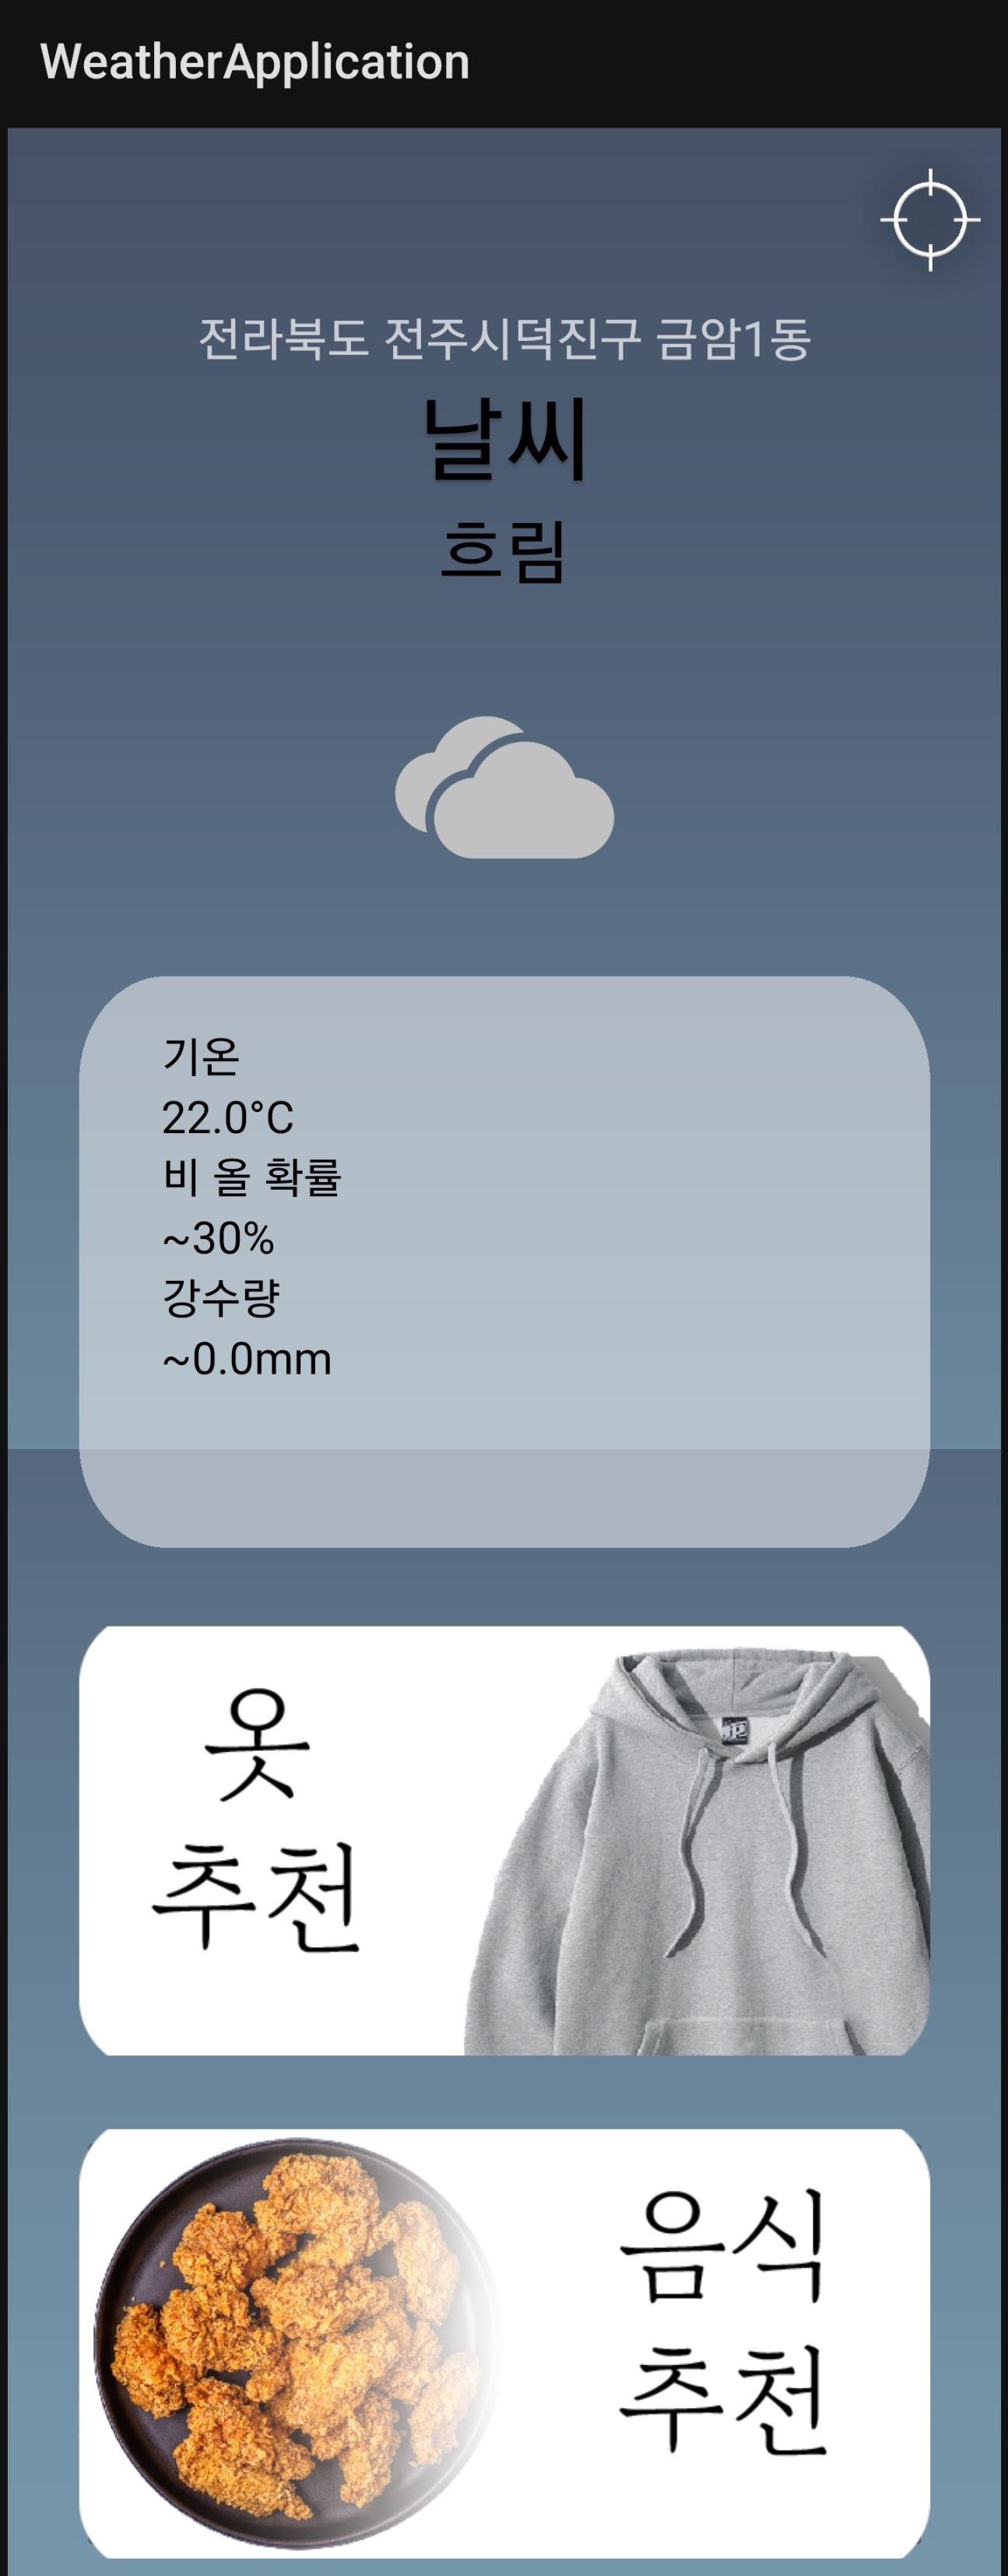 WeatherApplication
전라북도 전주시덕진구 금암1동
날씨
흐림
기온
22.0°C
비 올 확률
~30%
강수량
~0.0mm
옷
추천
음식
추천